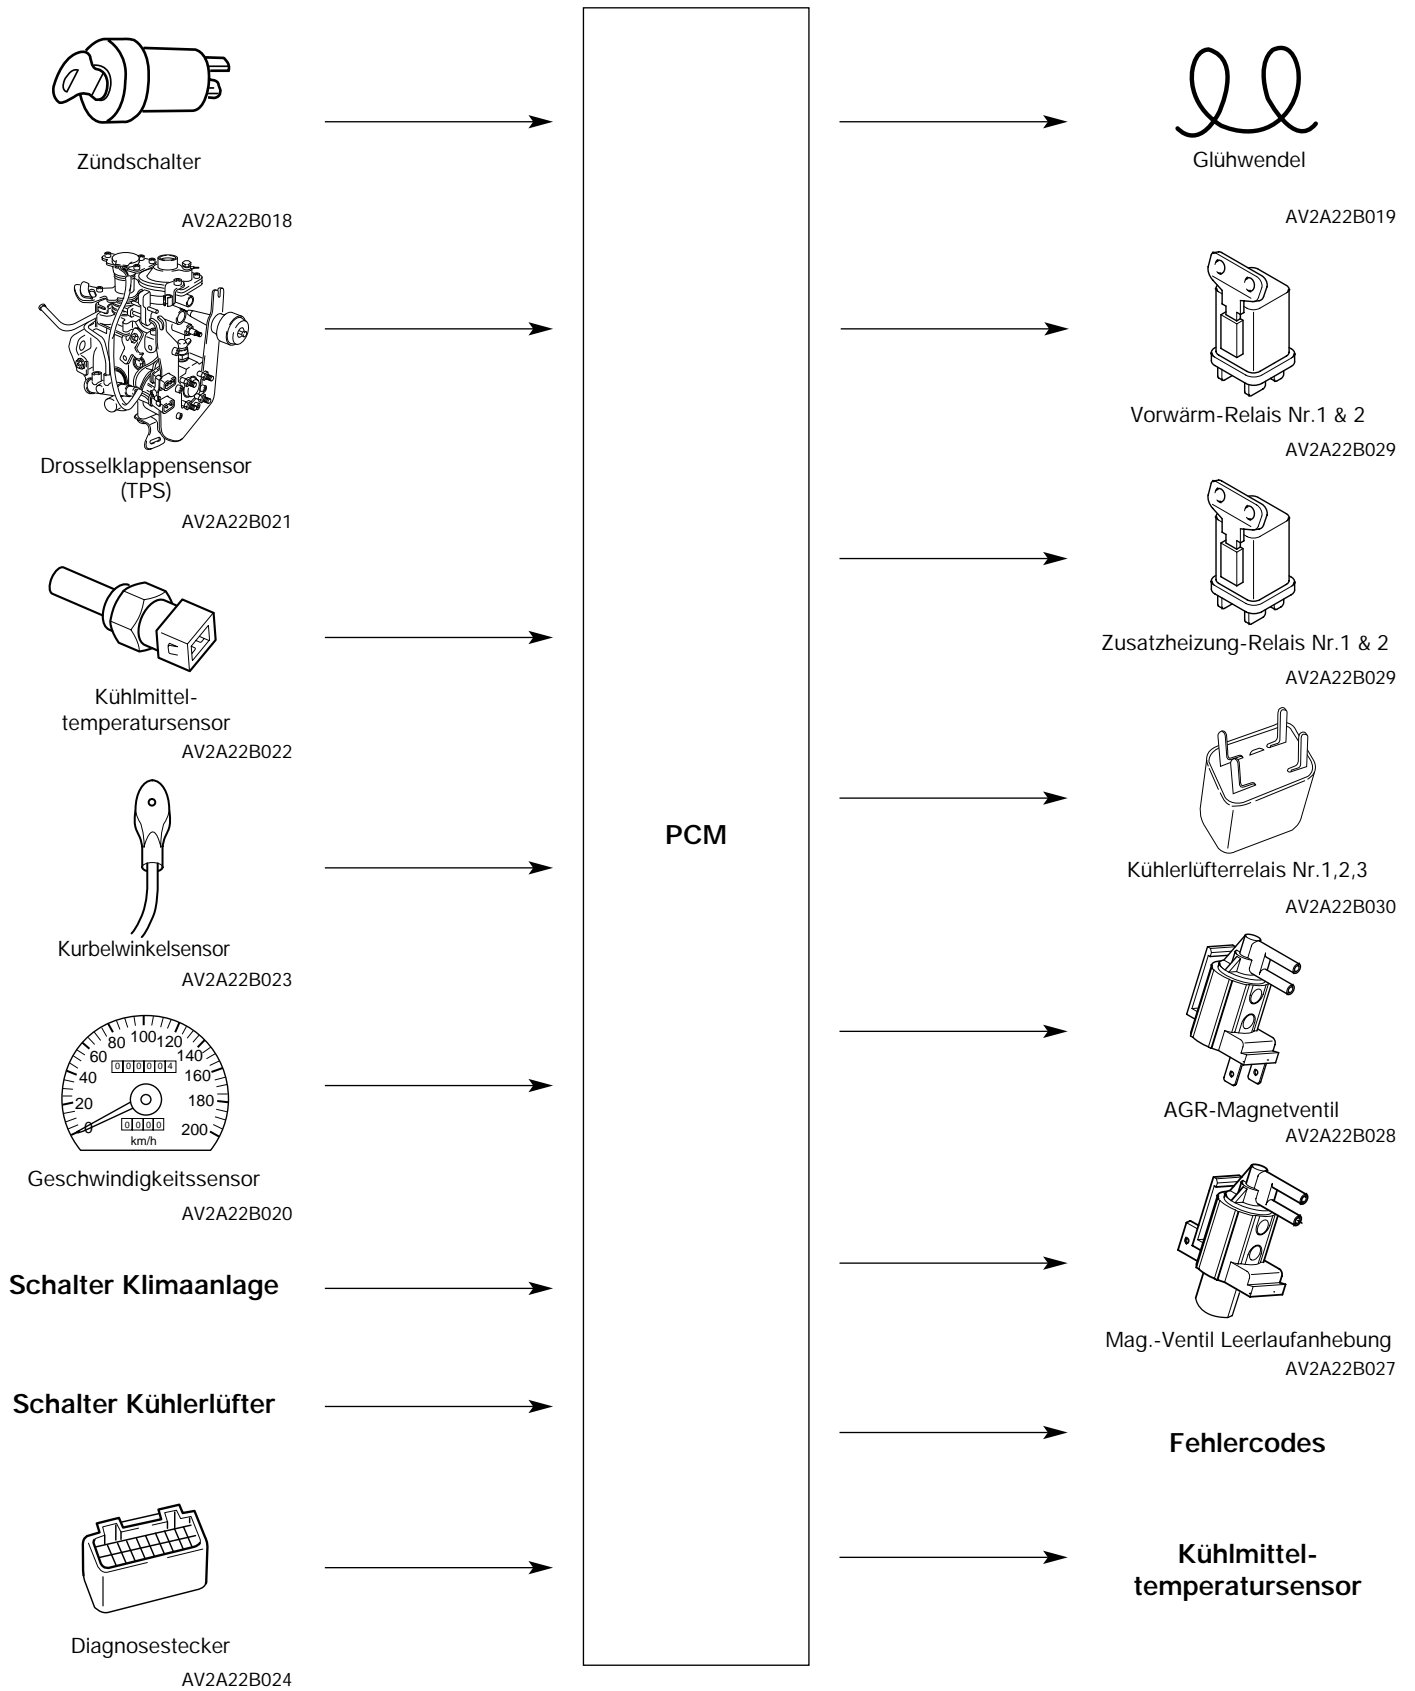 Zündschalter
AV2A22B018
Drosselklappensensor
(TPS)
AV2A22B021
Kühlmittel-
temperatursensor
AV2A22B022
Kurbelwinkelsensor
AV2A22B023
0
20
40
60
80
100
120
140
160
180
200
000004
0000
km/h
Geschwindigkeitssensor
AV2A22B020
Schalter Klimaanlage
Schalter Kühlerlüfter
Diagnosestecker
AV2A22B024
PCM
Glühwendel
AV2A22B019
Vorwärm-Relais Nr.1 & 2
AV2A22B029
Zusatzheizung-Relais Nr.1 & 2
AV2A22B029
Kühlerlüfterrelais Nr.1,2,3
AV2A22B030
AGR-Magnetventil
AV2A22B028
Mag.-Ventil Leerlaufanhebung
AV2A22B027
Fehlercodes
Kühlmittel-
temperatursensor